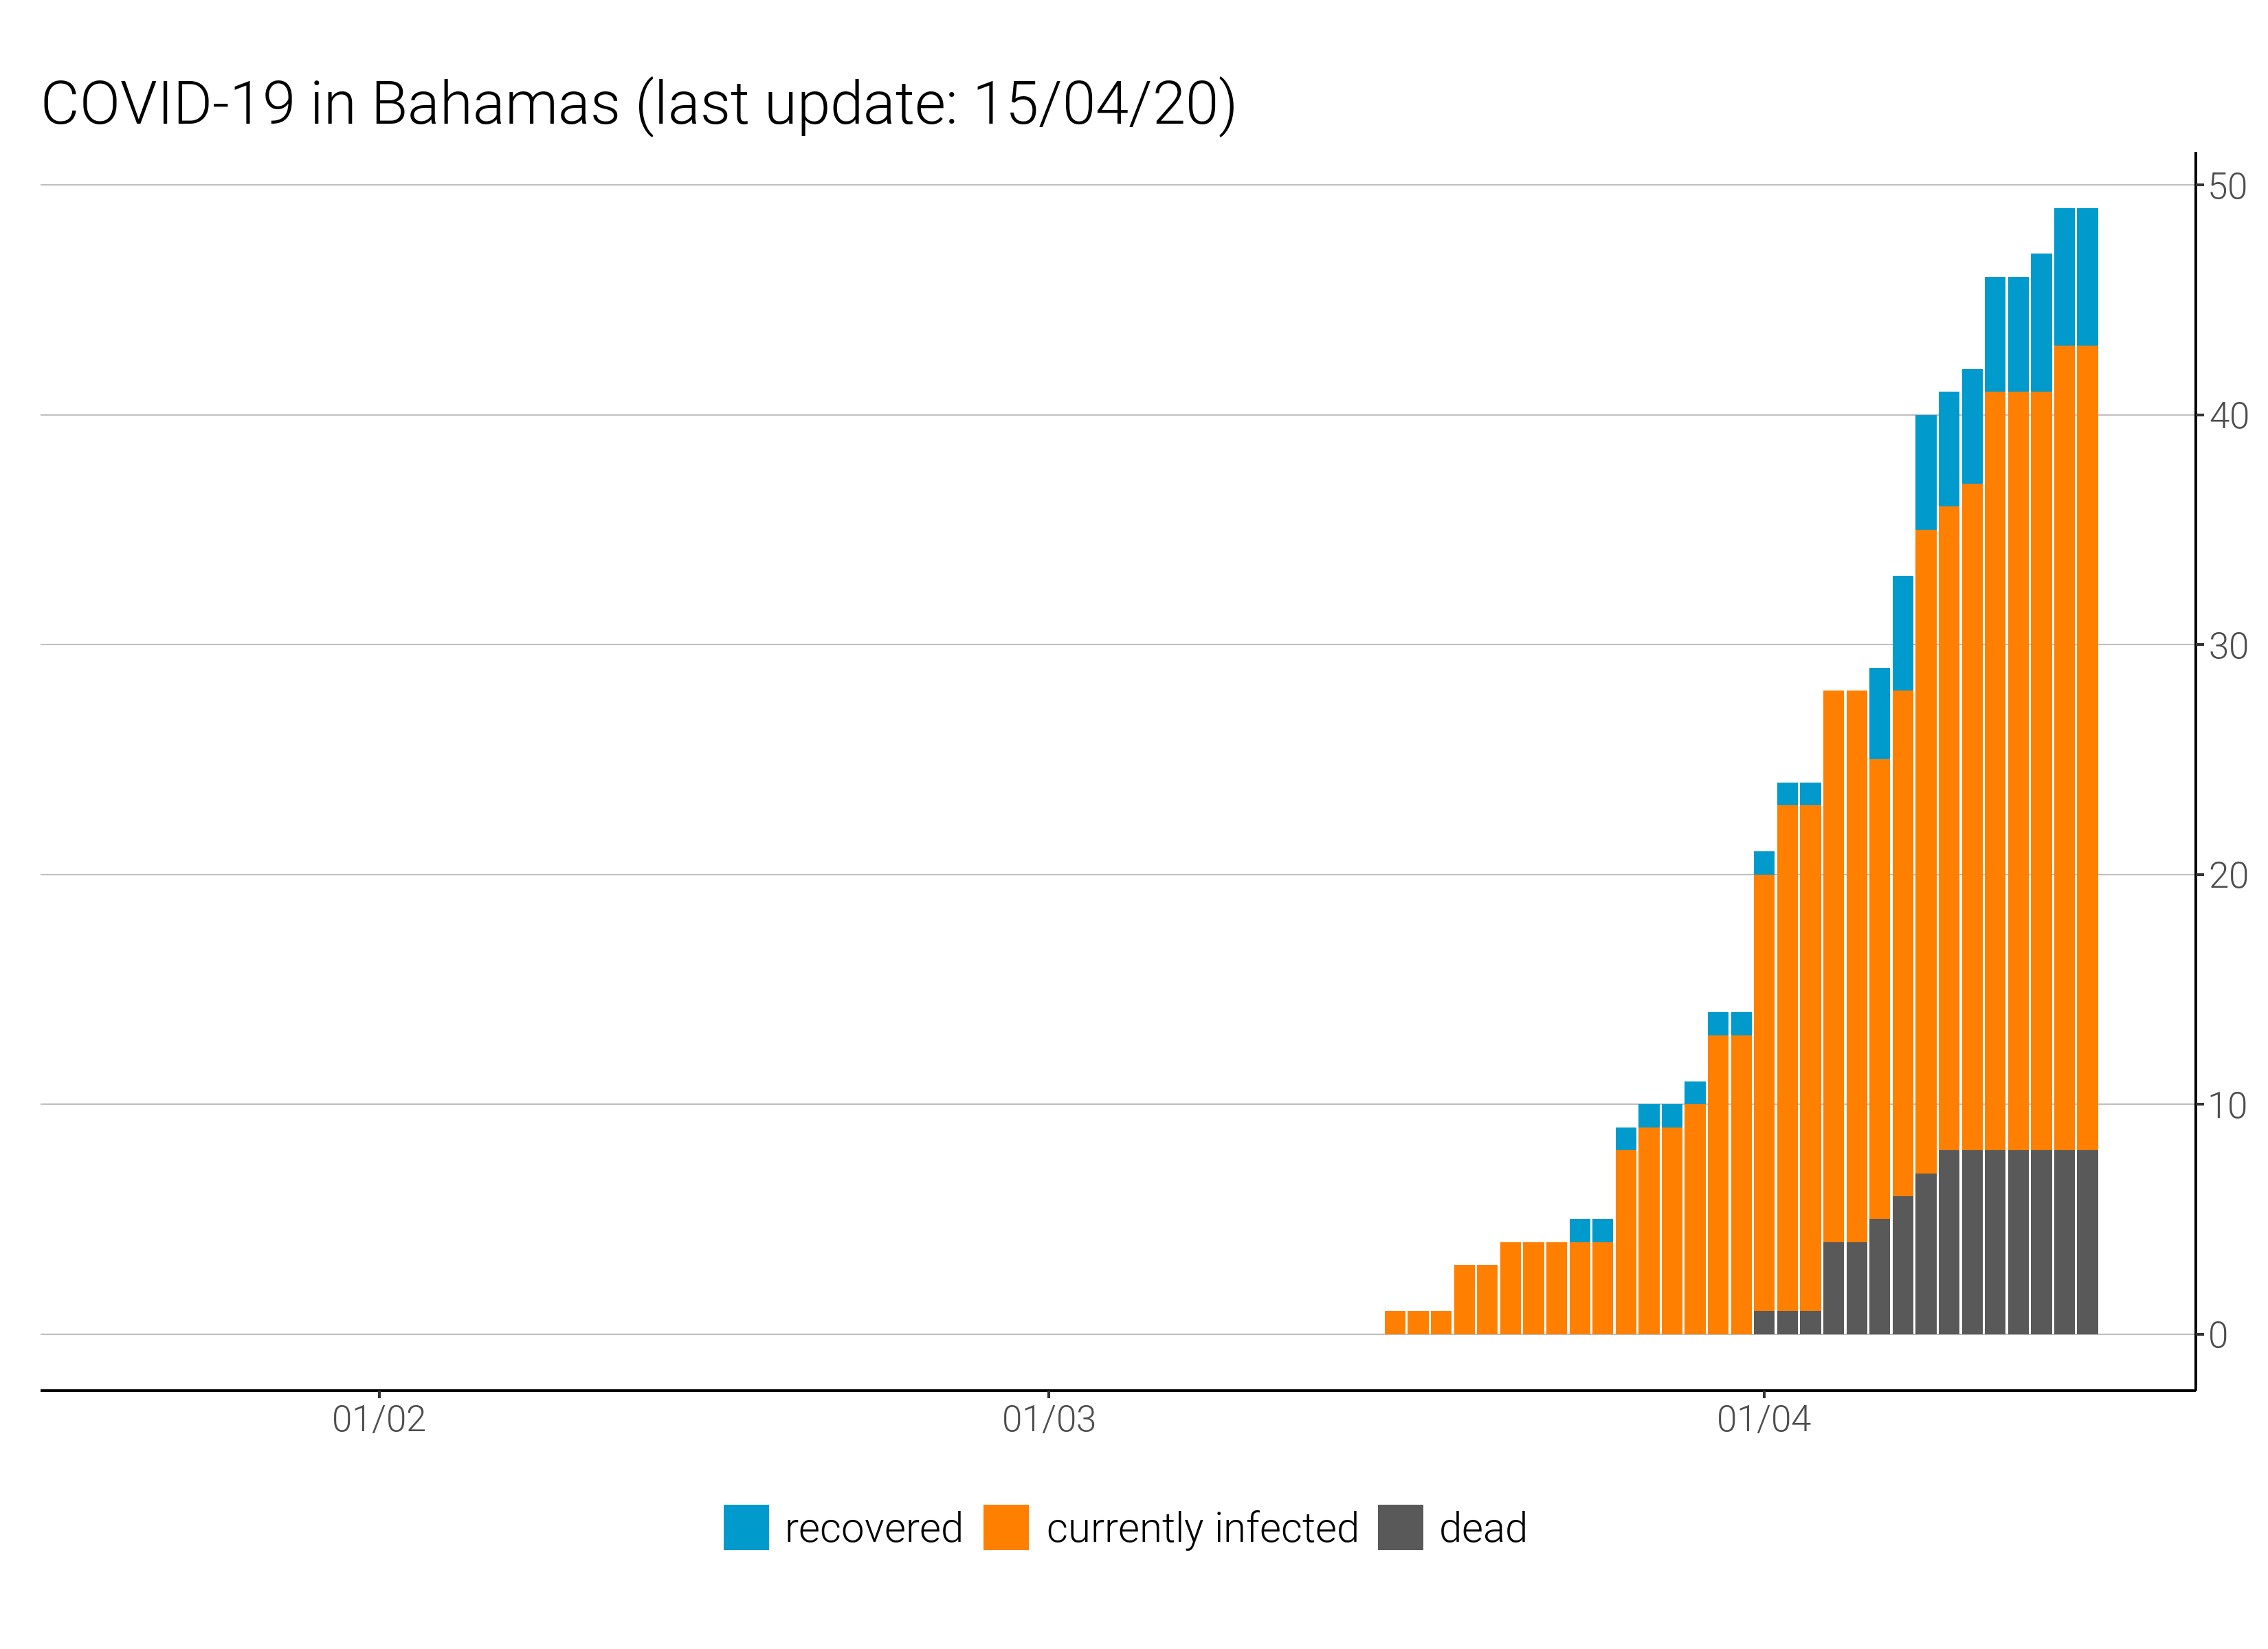 COVID-19 in Bahamas (last update: 15/04/20)
50
40
30
20
10
0
01/02 01/03 01/04
recovered currently infected dead